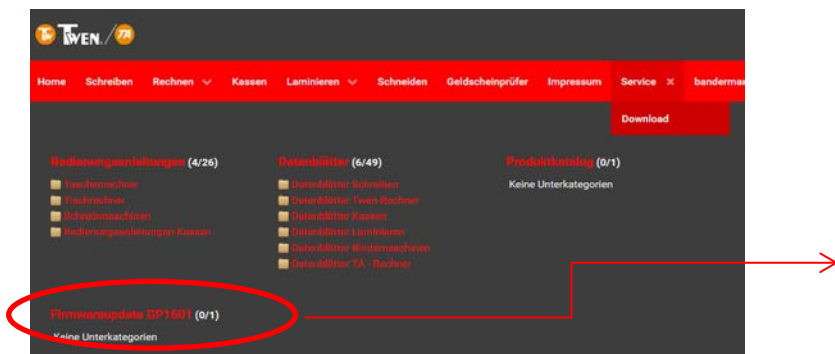 TWEN / TA
Home Schreiben Rechnen Kassen Laminieren Schneiden Geldscheinprüfer Impressum Service
Download
Bedienungsanleitungen (4/26)
Taschenrechner
Tischrechner
Schreibmaschinen
Bedienungsanleitungen Kassen
Datenblätter (6/49)
Datenblätter Schreiben
Datenblätter Twen Rechner
Datenblätter Kassen
Datenblätter Laminieren
Datenblätter Bindemaschinen
Datenblätter TA - Rechner
Produktkatalog (0/1)
Keine Unterkategorien
Firmwareupdate GP1601 (0/1)
Keine Unterkategorien